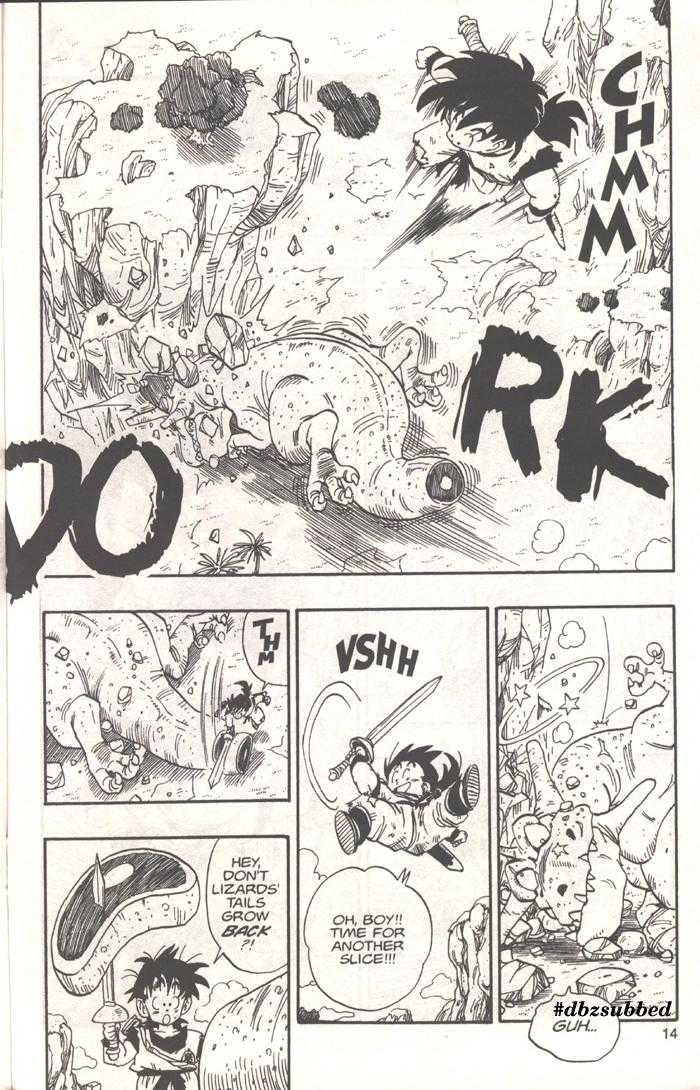 CHMM
DO
RK
#dbzsubbed
GUH...
14
VSHH
OH, BOY!!
TIME FOR
ANOTHER
SLICE!!!
THM
HEY,
DON'T
LIZARDS'
TAILS
GROW
BACK
?!